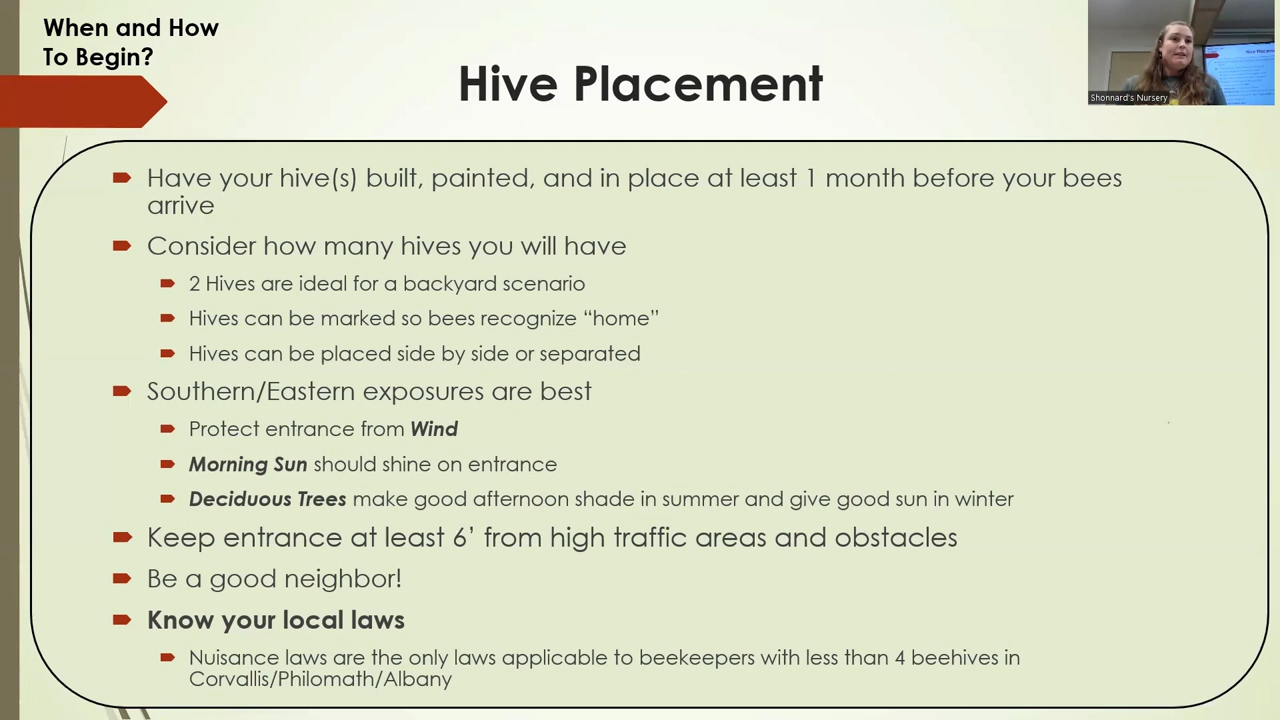 When and How
To Begin?
Hive Placement
Shonnard's Nursery
Have your hive(s) built, painted, and in place at least 1 month before your bees
arrive
Consider how many hives you will have
2 Hives are ideal for a backyard scenario
Hives can be marked so bees recognize “home”
Hives can be placed side by side or separated
Southern/Eastern exposures are best
Protect entrance from Wind
Morning Sun should shine on entrance
Deciduous Trees make good afternoon shade in summer and give good sun in winter
Keep entrance at least 6’ from high traffic areas and obstacles
Be a good neighbor!
Know your local laws
Nuisance laws are the only laws applicable to beekeepers with less than 4 beehives in
Corvallis/Philomath/Albany